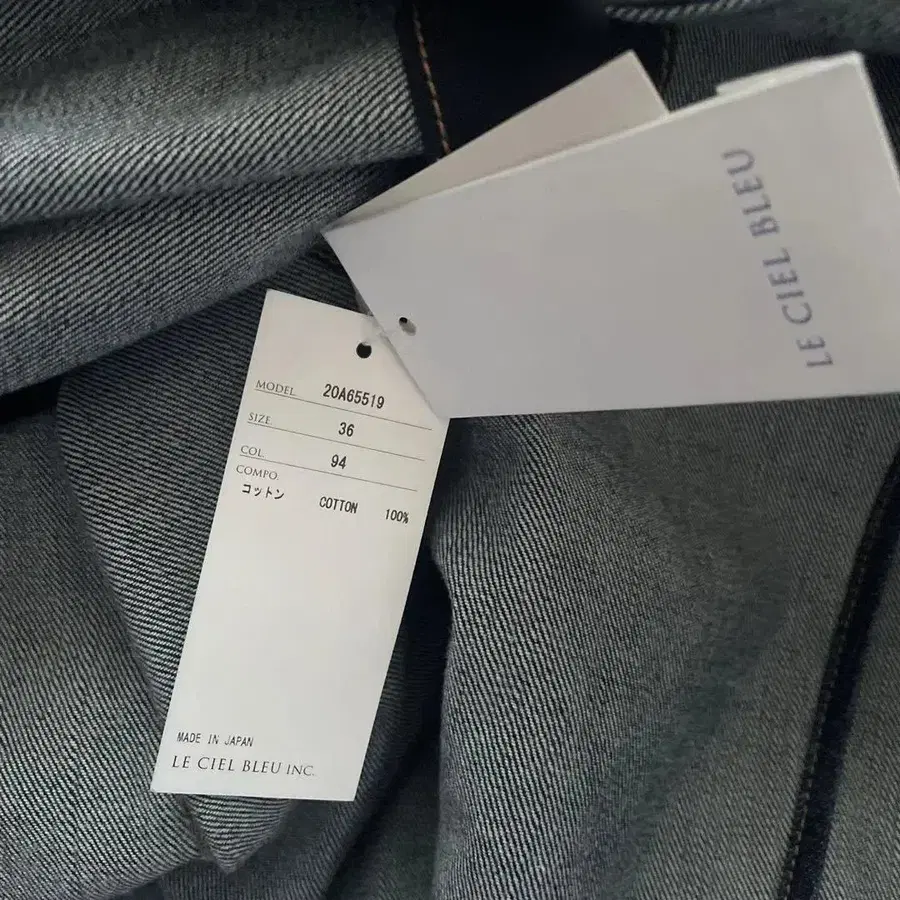 LE CIEL BLEU
MODEL 20A65519
SIZE 36
COL. 94
COMPO.
コットン COTTON 100%
MADE IN JAPAN
LE CIEL BLEU INC.